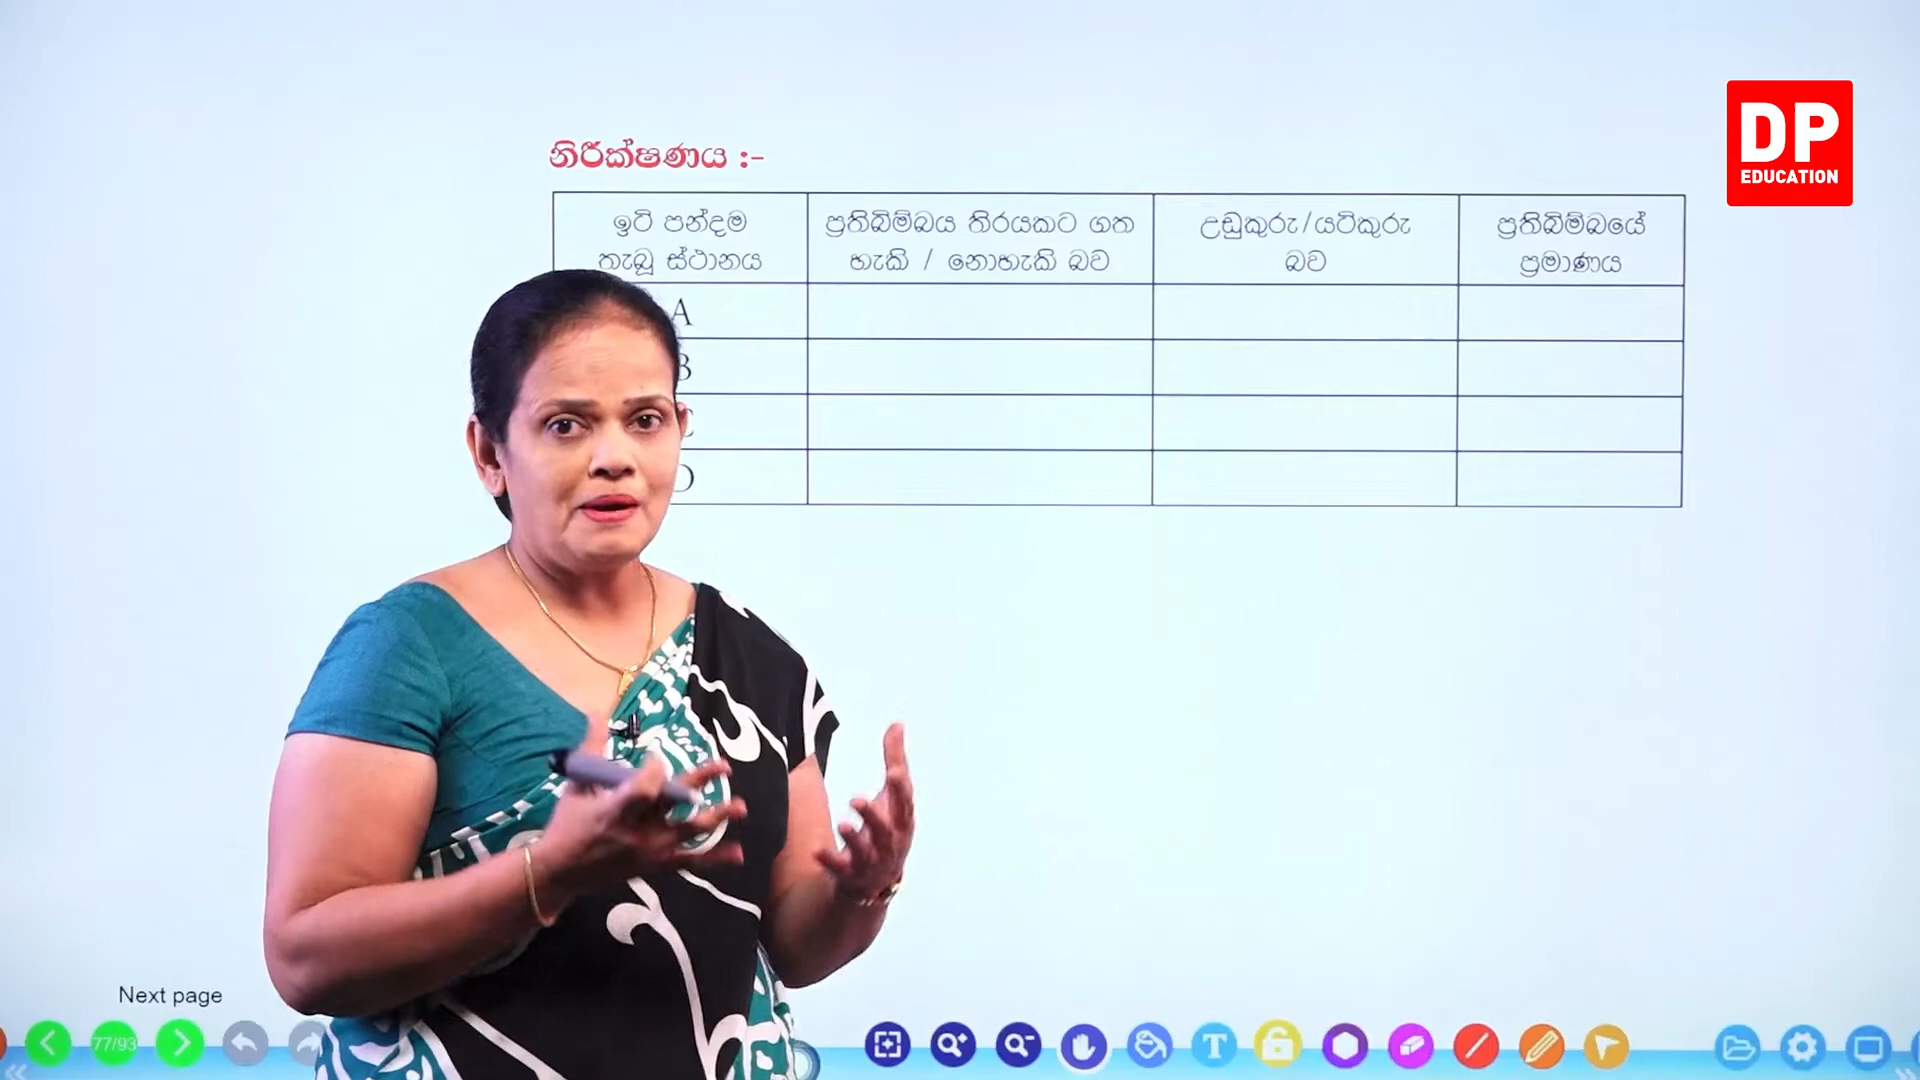 DP
EDUCATION
නිරීක්ෂණය :-
ඉටි පන්දම
තැබූ ස්ථානය
ප්‍රතිබිම්බය තිරයකට ගත
හැකි / නොහැකි බව
උඩුකුරු/යටිකුරු
බව
ප්‍රතිබිම්බයේ
ප්‍රමාණය
A
B
C
D
Next page
77/93
T